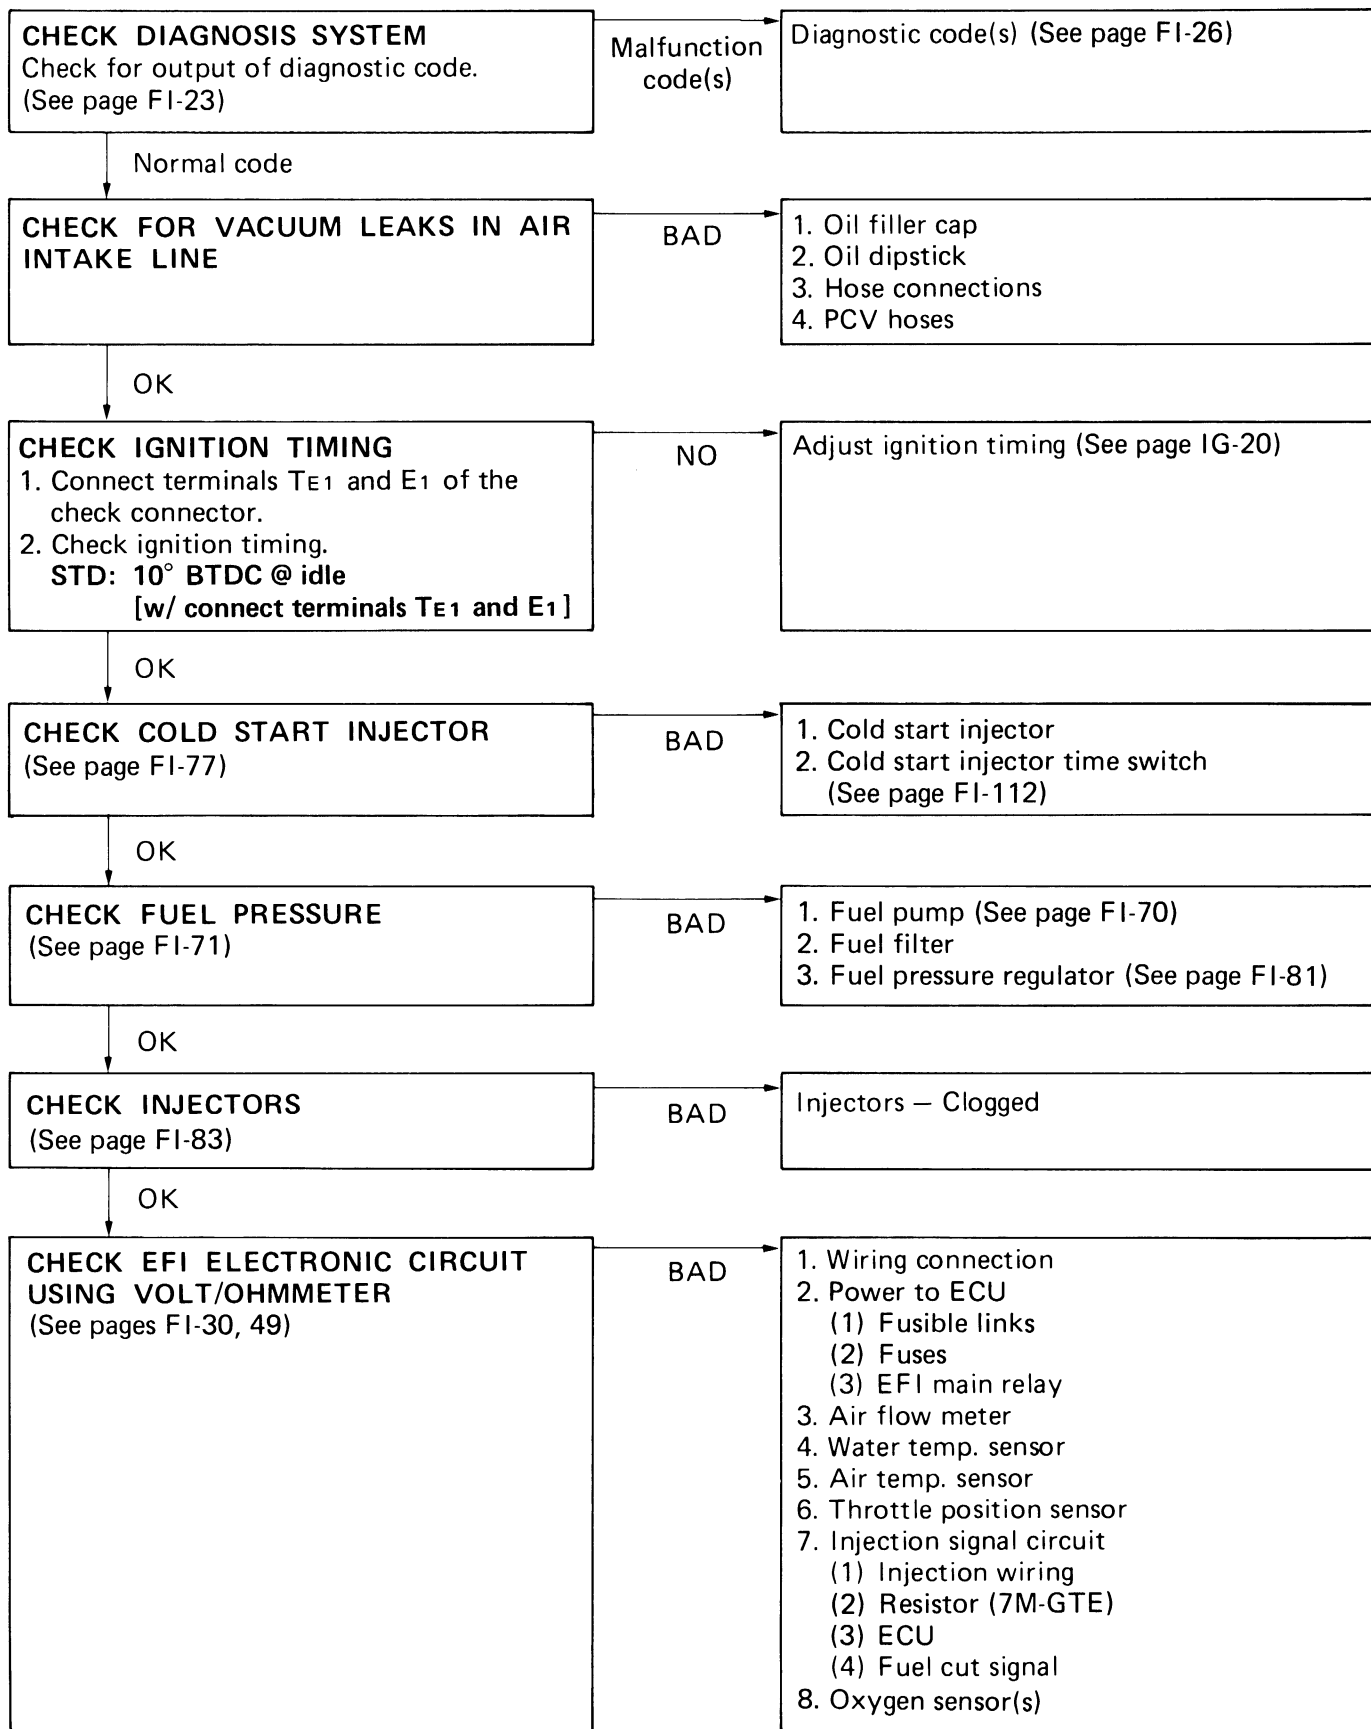 CHECK DIAGNOSIS SYSTEM
Check for output of diagnostic code.
(See page FI-23)
Malfunction
code(s)
Diagnostic code(s) (See page FI-26)
Normal code
CHECK FOR VACUUM LEAKS IN AIR
INTAKE LINE
BAD
1. Oil filler cap
2. Oil dipstick
3. Hose connections
4. PCV hoses
OK
CHECK IGNITION TIMING
1. Connect terminals TE1 and E1 of the
check connector.
2. Check ignition timing.
STD: 10° BTDC @ idle
[w/ connect terminals TE1 and E1]
NO
Adjust ignition timing (See page IG-20)
OK
CHECK COLD START INJECTOR
(See page FI-77)
BAD
1. Cold start injector
2. Cold start injector time switch
(See page FI-112)
OK
CHECK FUEL PRESSURE
(See page FI-71)
BAD
1. Fuel pump (See page FI-70)
2. Fuel filter
3. Fuel pressure regulator (See page FI-81)
OK
CHECK INJECTORS
(See page FI-83)
BAD
Injectors — Clogged
OK
CHECK EFI ELECTRONIC CIRCUIT
USING VOLT/OHMMETER
(See pages FI-30, 49)
BAD
1. Wiring connection
2. Power to ECU
(1) Fusible links
(2) Fuses
(3) EFI main relay
3. Air flow meter
4. Water temp. sensor
5. Air temp. sensor
6. Throttle position sensor
7. Injection signal circuit
(1) Injection wiring
(2) Resistor (7M-GTE)
(3) ECU
(4) Fuel cut signal
8. Oxygen sensor(s)